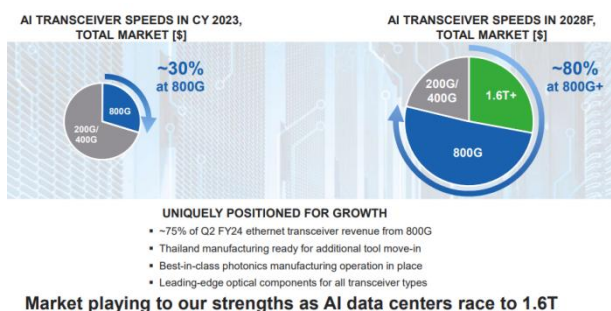 AI TRANSCEIVER SPEEDS IN CY 2023,
TOTAL MARKET [$]
~30%
at 800G
800G
200G/
400G
AI TRANSCEIVER SPEEDS IN 2028F,
TOTAL MARKET [$]
~80%
at 800G+
200G/
400G
1.6T+
800G
UNIQUELY POSITIONED FOR GROWTH
▪ ~75% of Q2 FY24 ethernet transceiver revenue from 800G
▪ Thailand manufacturing ready for additional tool move-in
▪ Best-in-class photonics manufacturing operation in place
▪ Leading-edge optical components for all transceiver types
Market playing to our strengths as AI data centers race to 1.6T